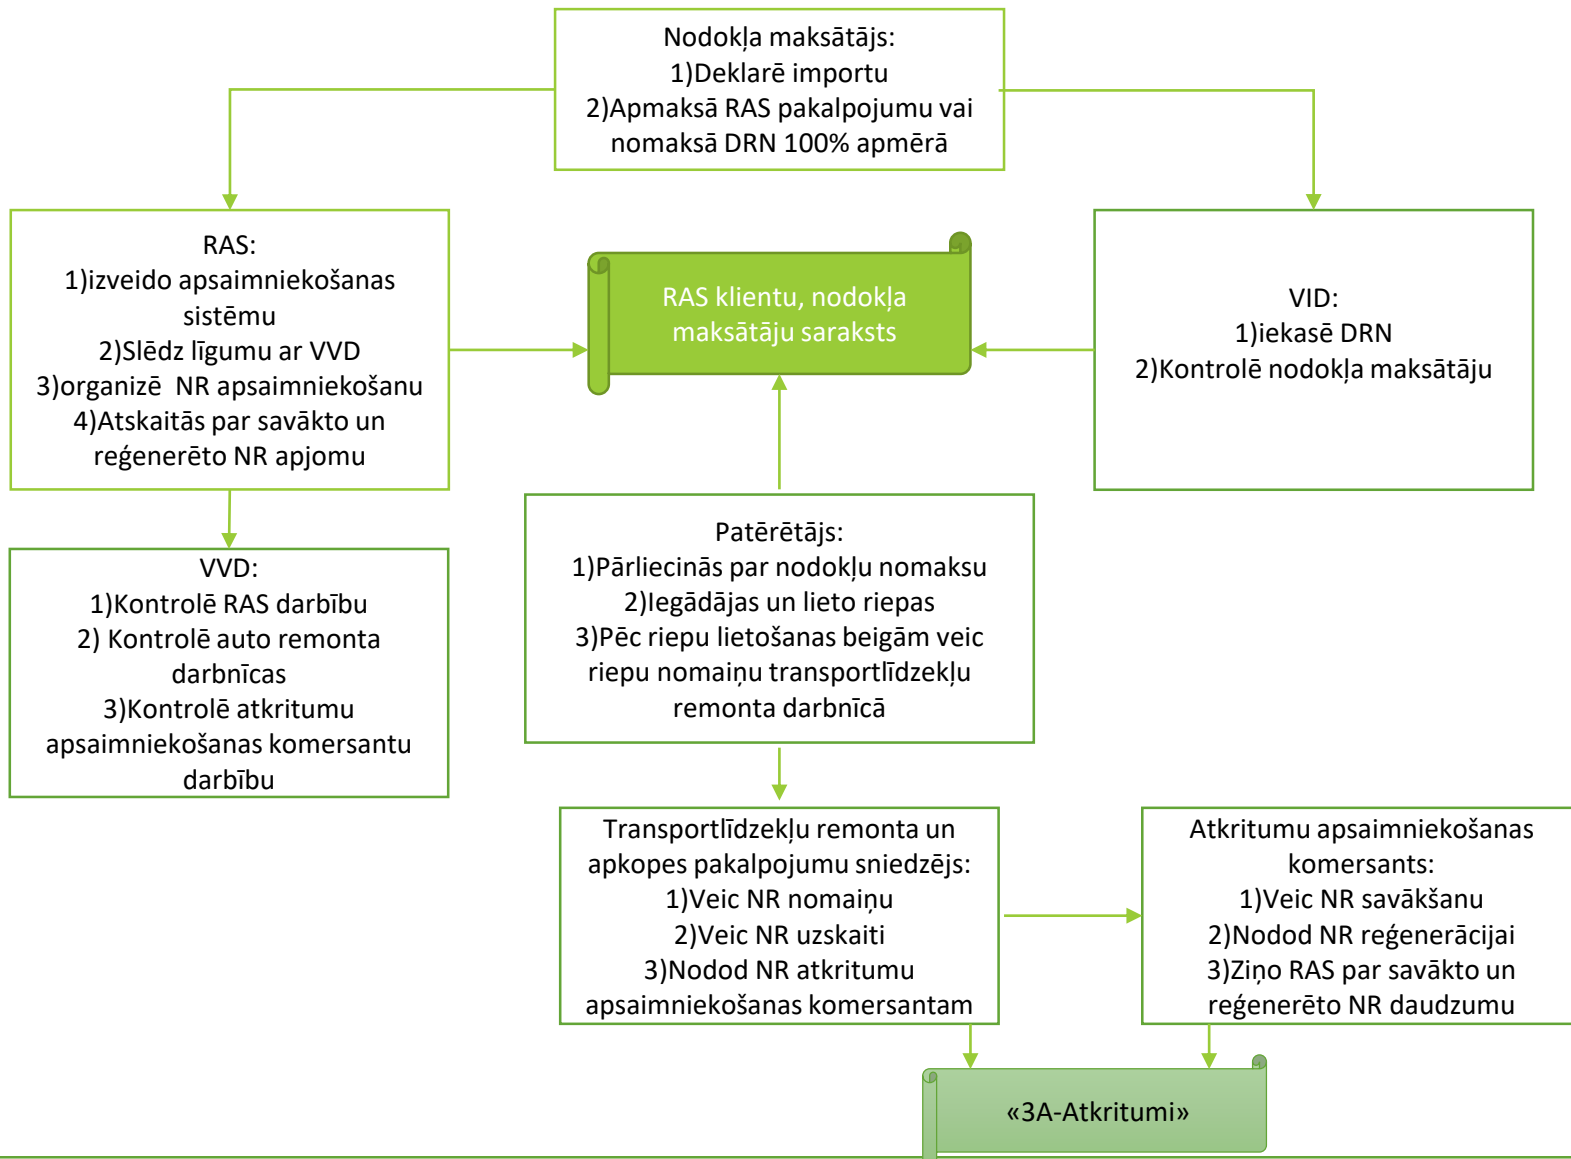 Nodokļa maksātājs:
1)Deklarē importu
2)Apmaksā RAS pakalpojumu vai
nomaksā DRN 100% apmērā
RAS:
1)izveido apsaimniekošanas
sistēmu
2)Slēdz līgumu ar VVD
3)organizē  NR apsaimniekošanu
4)Atskaitās par savākto un
reģenerēto NR apjomu
RAS klientu, nodokļa
maksātāju saraksts
VID:
1)iekasē DRN
2)Kontrolē nodokļa maksātāju
VVD:
1)Kontrolē RAS darbību
2) Kontrolē auto remonta
darbnīcas
3)Kontrolē atkritumu
apsaimniekošanas komersantu
darbību
Patērētājs:
1)Pārliecinās par nodokļu nomaksu
2)Iegādājas un lieto riepas
3)Pēc riepu lietošanas beigām veic
riepu nomaiņu transportlīdzekļu
remonta darbnīcā
Transportlīdzekļu remonta un
apkopes pakalpojumu sniedzējs:
1)Veic NR nomaiņu
2)Veic NR uzskaiti
3)Nodod NR atkritumu
apsaimniekošanas komersantam
Atkritumu apsaimniekošanas
komersants:
1)Veic NR savākšanu
2)Nodod NR reģenerācijai
3)Ziņo RAS par savākto un
reģenerēto NR daudzumu
«3A-Atkritumi»